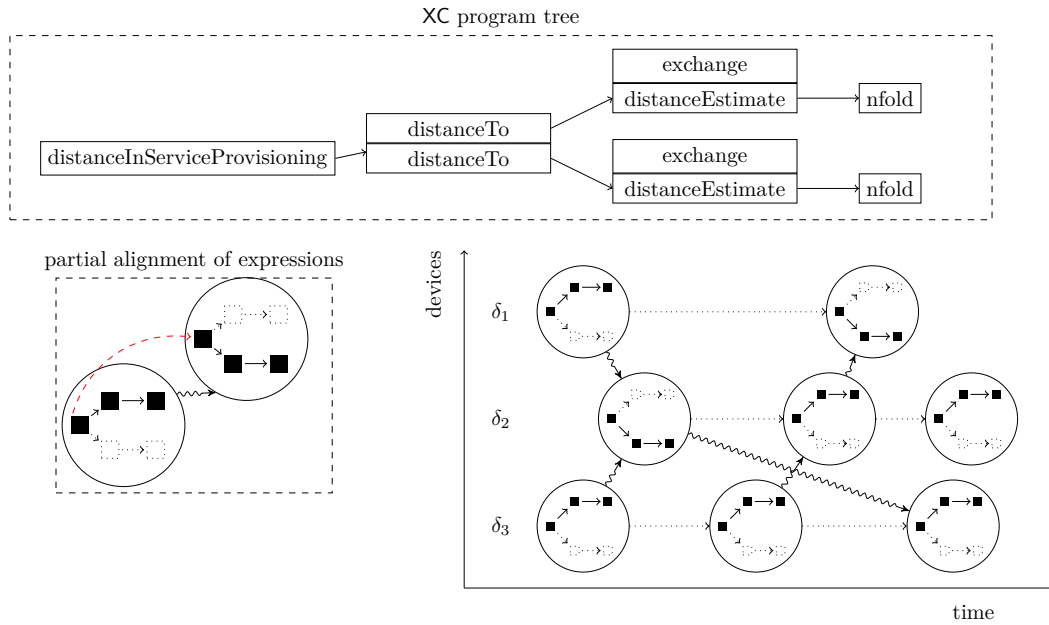 XC program tree
exchange
distanceEstimate
nfold
distanceTo
distanceInServiceProvisioning
distanceTo
exchange
distanceEstimate
nfold
partial alignment of expressions
devices
δ1
δ2
δ3
time